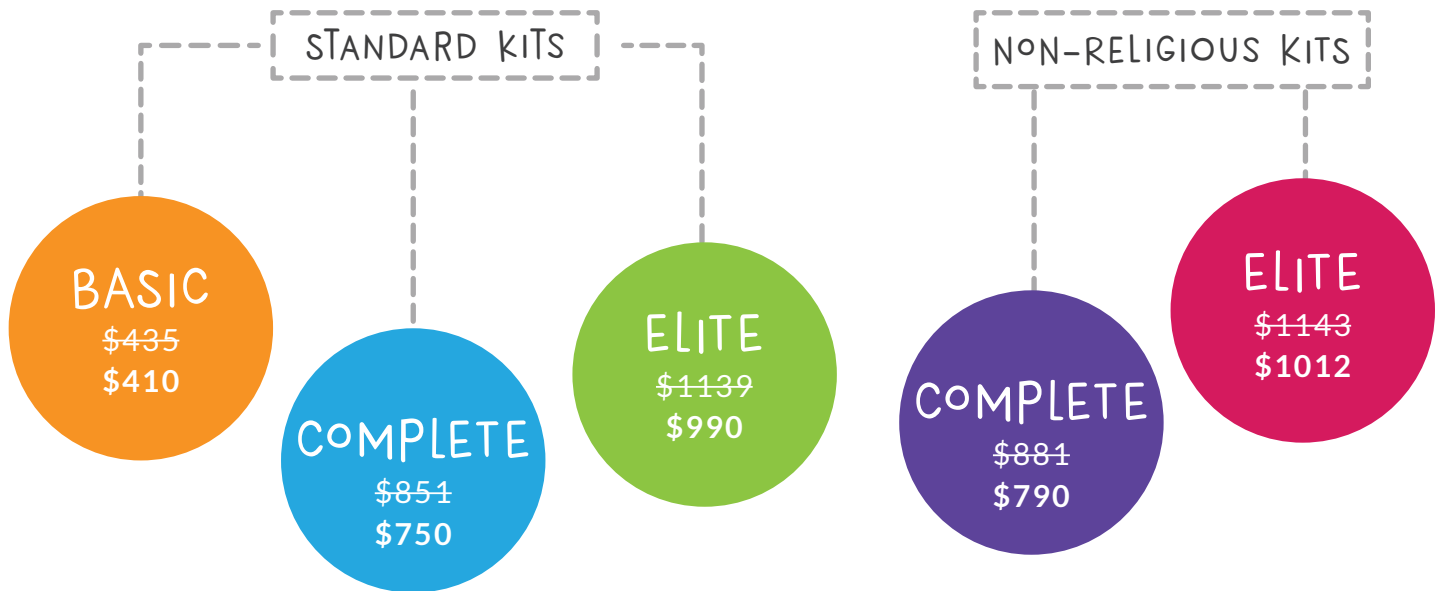 STANDARD KITS
BASIC
$435
$410
COMPLETE
$851
$750
ELITE
$1139
$990
NON-RELIGIOUS KITS
COMPLETE
$881
$790
ELITE
$1143
$1012